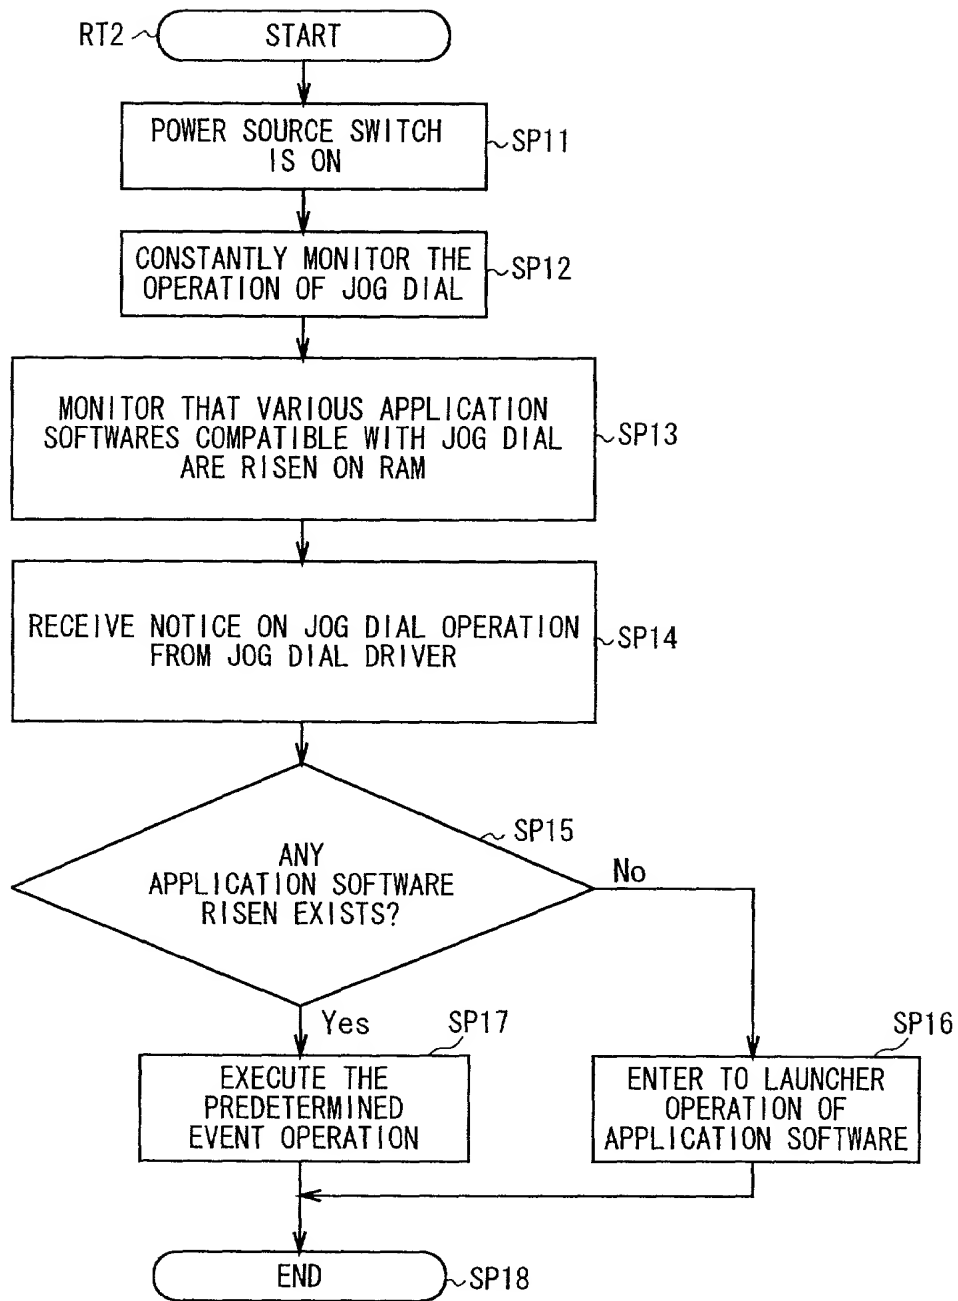 RT2
START
POWER SOURCE SWITCH
IS ON
SP11
CONSTANTLY MONITOR THE
OPERATION OF JOG DIAL
SP12
MONITOR THAT VARIOUS APPLICATION
SOFTWARES COMPATIBLE WITH JOG DIAL
ARE RISEN ON RAM
SP13
RECEIVE NOTICE ON JOG DIAL OPERATION
FROM JOG DIAL DRIVER
SP14
SP15
ANY
APPLICATION SOFTWARE
RISEN EXISTS?
No
Yes
SP17
EXECUTE THE
PREDETERMINED
EVENT OPERATION
SP16
ENTER TO LAUNCHER
OPERATION OF
APPLICATION SOFTWARE
END
SP18